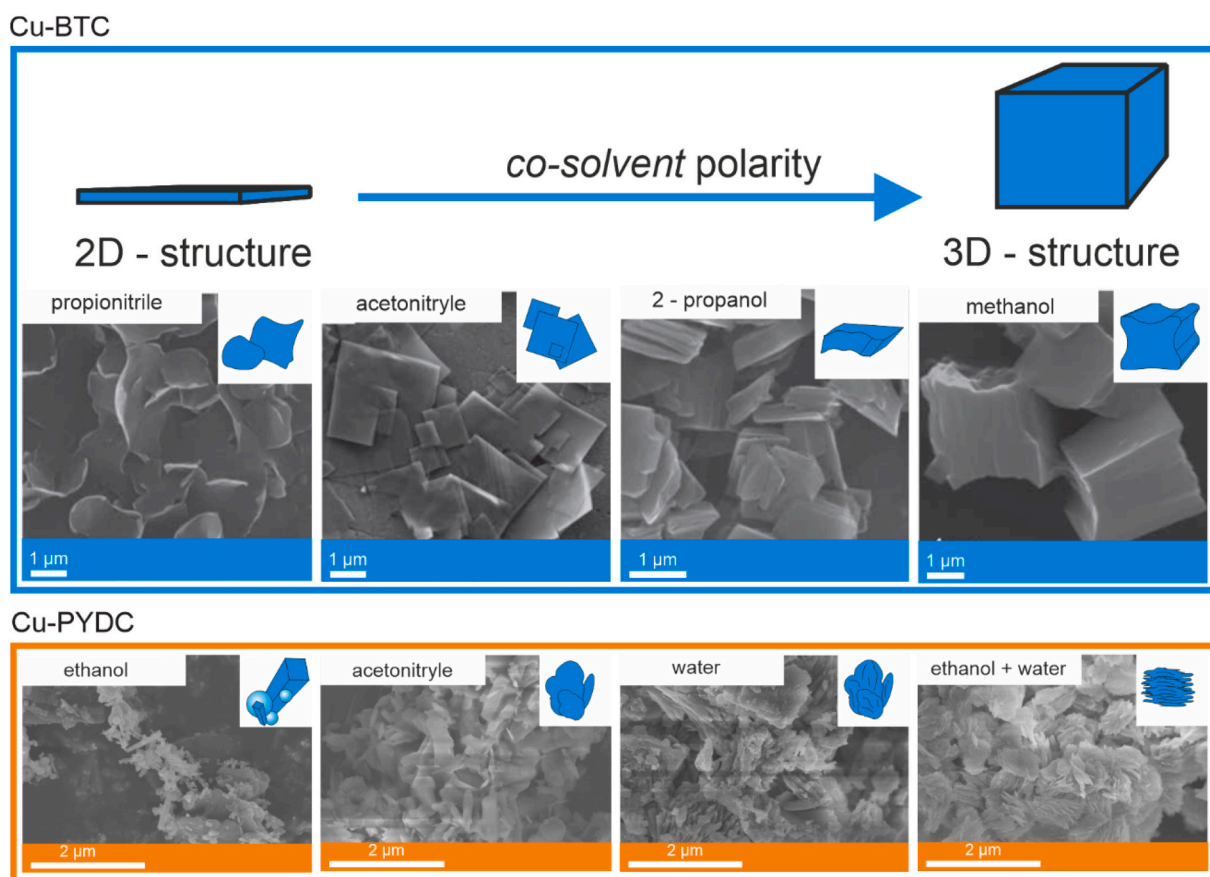 Cu-BTC
co-solvent polarity
2D - structure
3D - structure
propionitrile
acetonitryle
2 - propanol
methanol
1 µm
1 µm
1 µm
1 µm
Cu-PYDC
ethanol
acetonitryle
water
ethanol + water
2 µm
2 µm
2 µm
2 µm